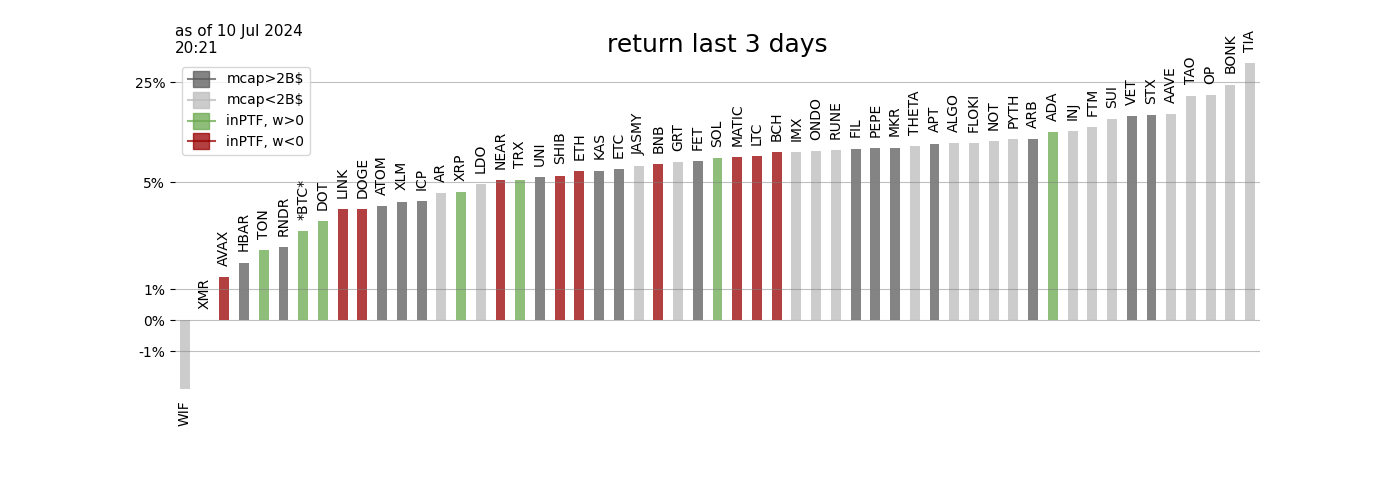 as of 10 Jul 2024
20:21
return last 3 days
mcap>2B$
mcap<2B$
inPTF, w>0
inPTF, w<0
25%
5%
1%
0%
-1%
WIF
XMR
AVAX
HBAR
TON
RNDR
*BTC*
DOT
LINK
DOGE
ATOM
XLM
ICP
AR
XRP
LDO
NEAR
TRX
UNI
SHIB
ETH
KAS
ETC
JASMY
BNB
GRT
FET
SOL
MATIC
LTC
BCH
IMX
ONDO
RUNE
FIL
PEPE
MKR
THETA
APT
ALGO
FLOKI
NOT
PYTH
ARB
ADA
INJ
FTM
SUI
VET
STX
AAVE
TAO
OP
BONK
TIA